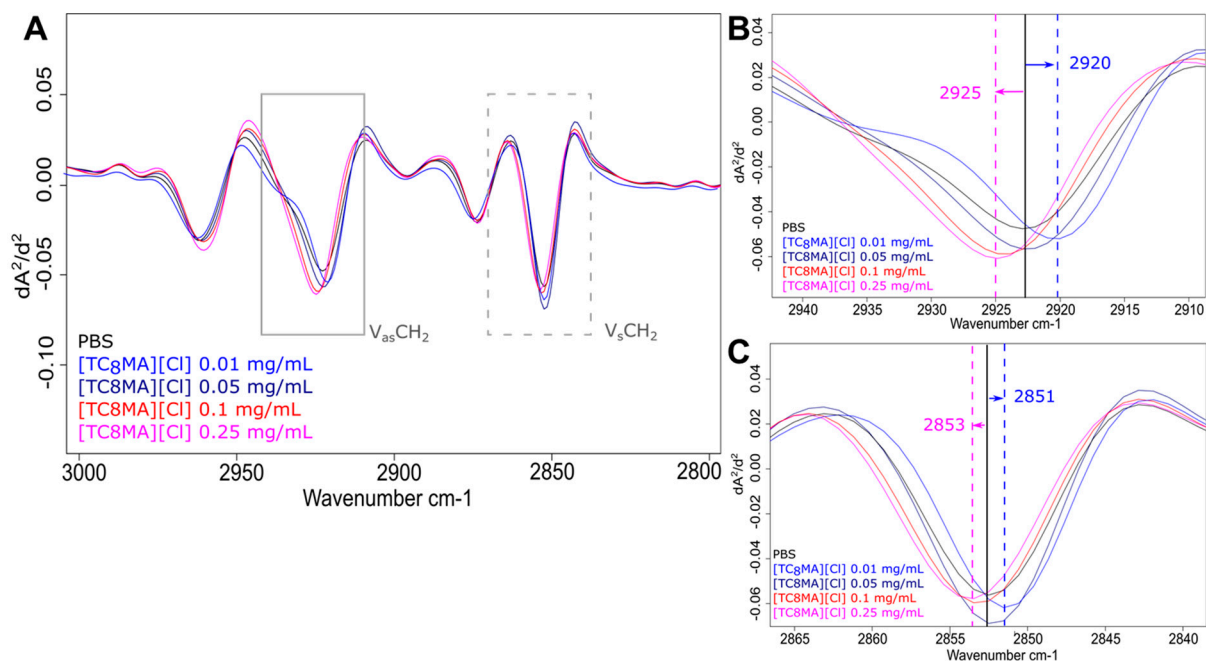 A
0.05
0.00
-0.05
-0.10
dA²/d²
VasCH₂
VsCH₂
PBS
[TC8MA][Cl] 0.01 mg/mL
[TC8MA][Cl] 0.05 mg/mL
[TC8MA][Cl] 0.1 mg/mL
[TC8MA][Cl] 0.25 mg/mL
3000 2950 2900 2850 2800
Wavenumber cm-1
B
0.04
0.02
0.00
-0.02
-0.04
-0.06
dA²/d²
2920
2925
PBS
[TC8MA][Cl] 0.01 mg/mL
[TC8MA][Cl] 0.05 mg/mL
[TC8MA][Cl] 0.1 mg/mL
[TC8MA][Cl] 0.25 mg/mL
2940 2935 2930 2925 2920 2915 2910
Wavenumber cm-1
C
0.04
0.02
0.00
-0.02
-0.04
-0.06
dA²/d²
2851
2853
PBS
[TC8MA][Cl] 0.01 mg/mL
[TC8MA][Cl] 0.05 mg/mL
[TC8MA][Cl] 0.1 mg/mL
[TC8MA][Cl] 0.25 mg/mL
2865 2860 2855 2851 2845 2840
Wavenumber cm-1